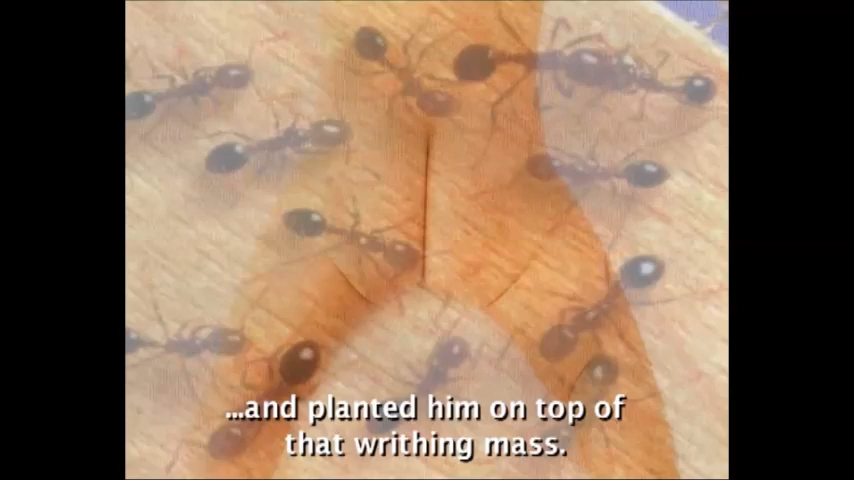 ...and planted him on top of
that writhing mass.